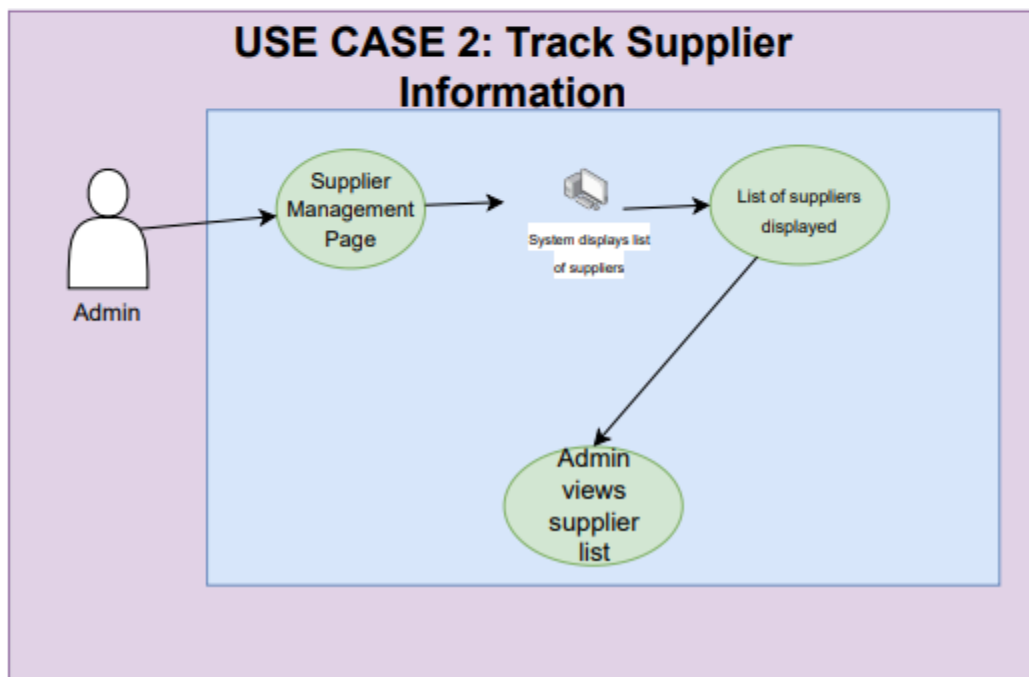 USE CASE 2: Track Supplier
Information
Supplier
Management
Page
System displays list
of suppliers
List of suppliers
displayed
Admin
Admin
views
supplier
list